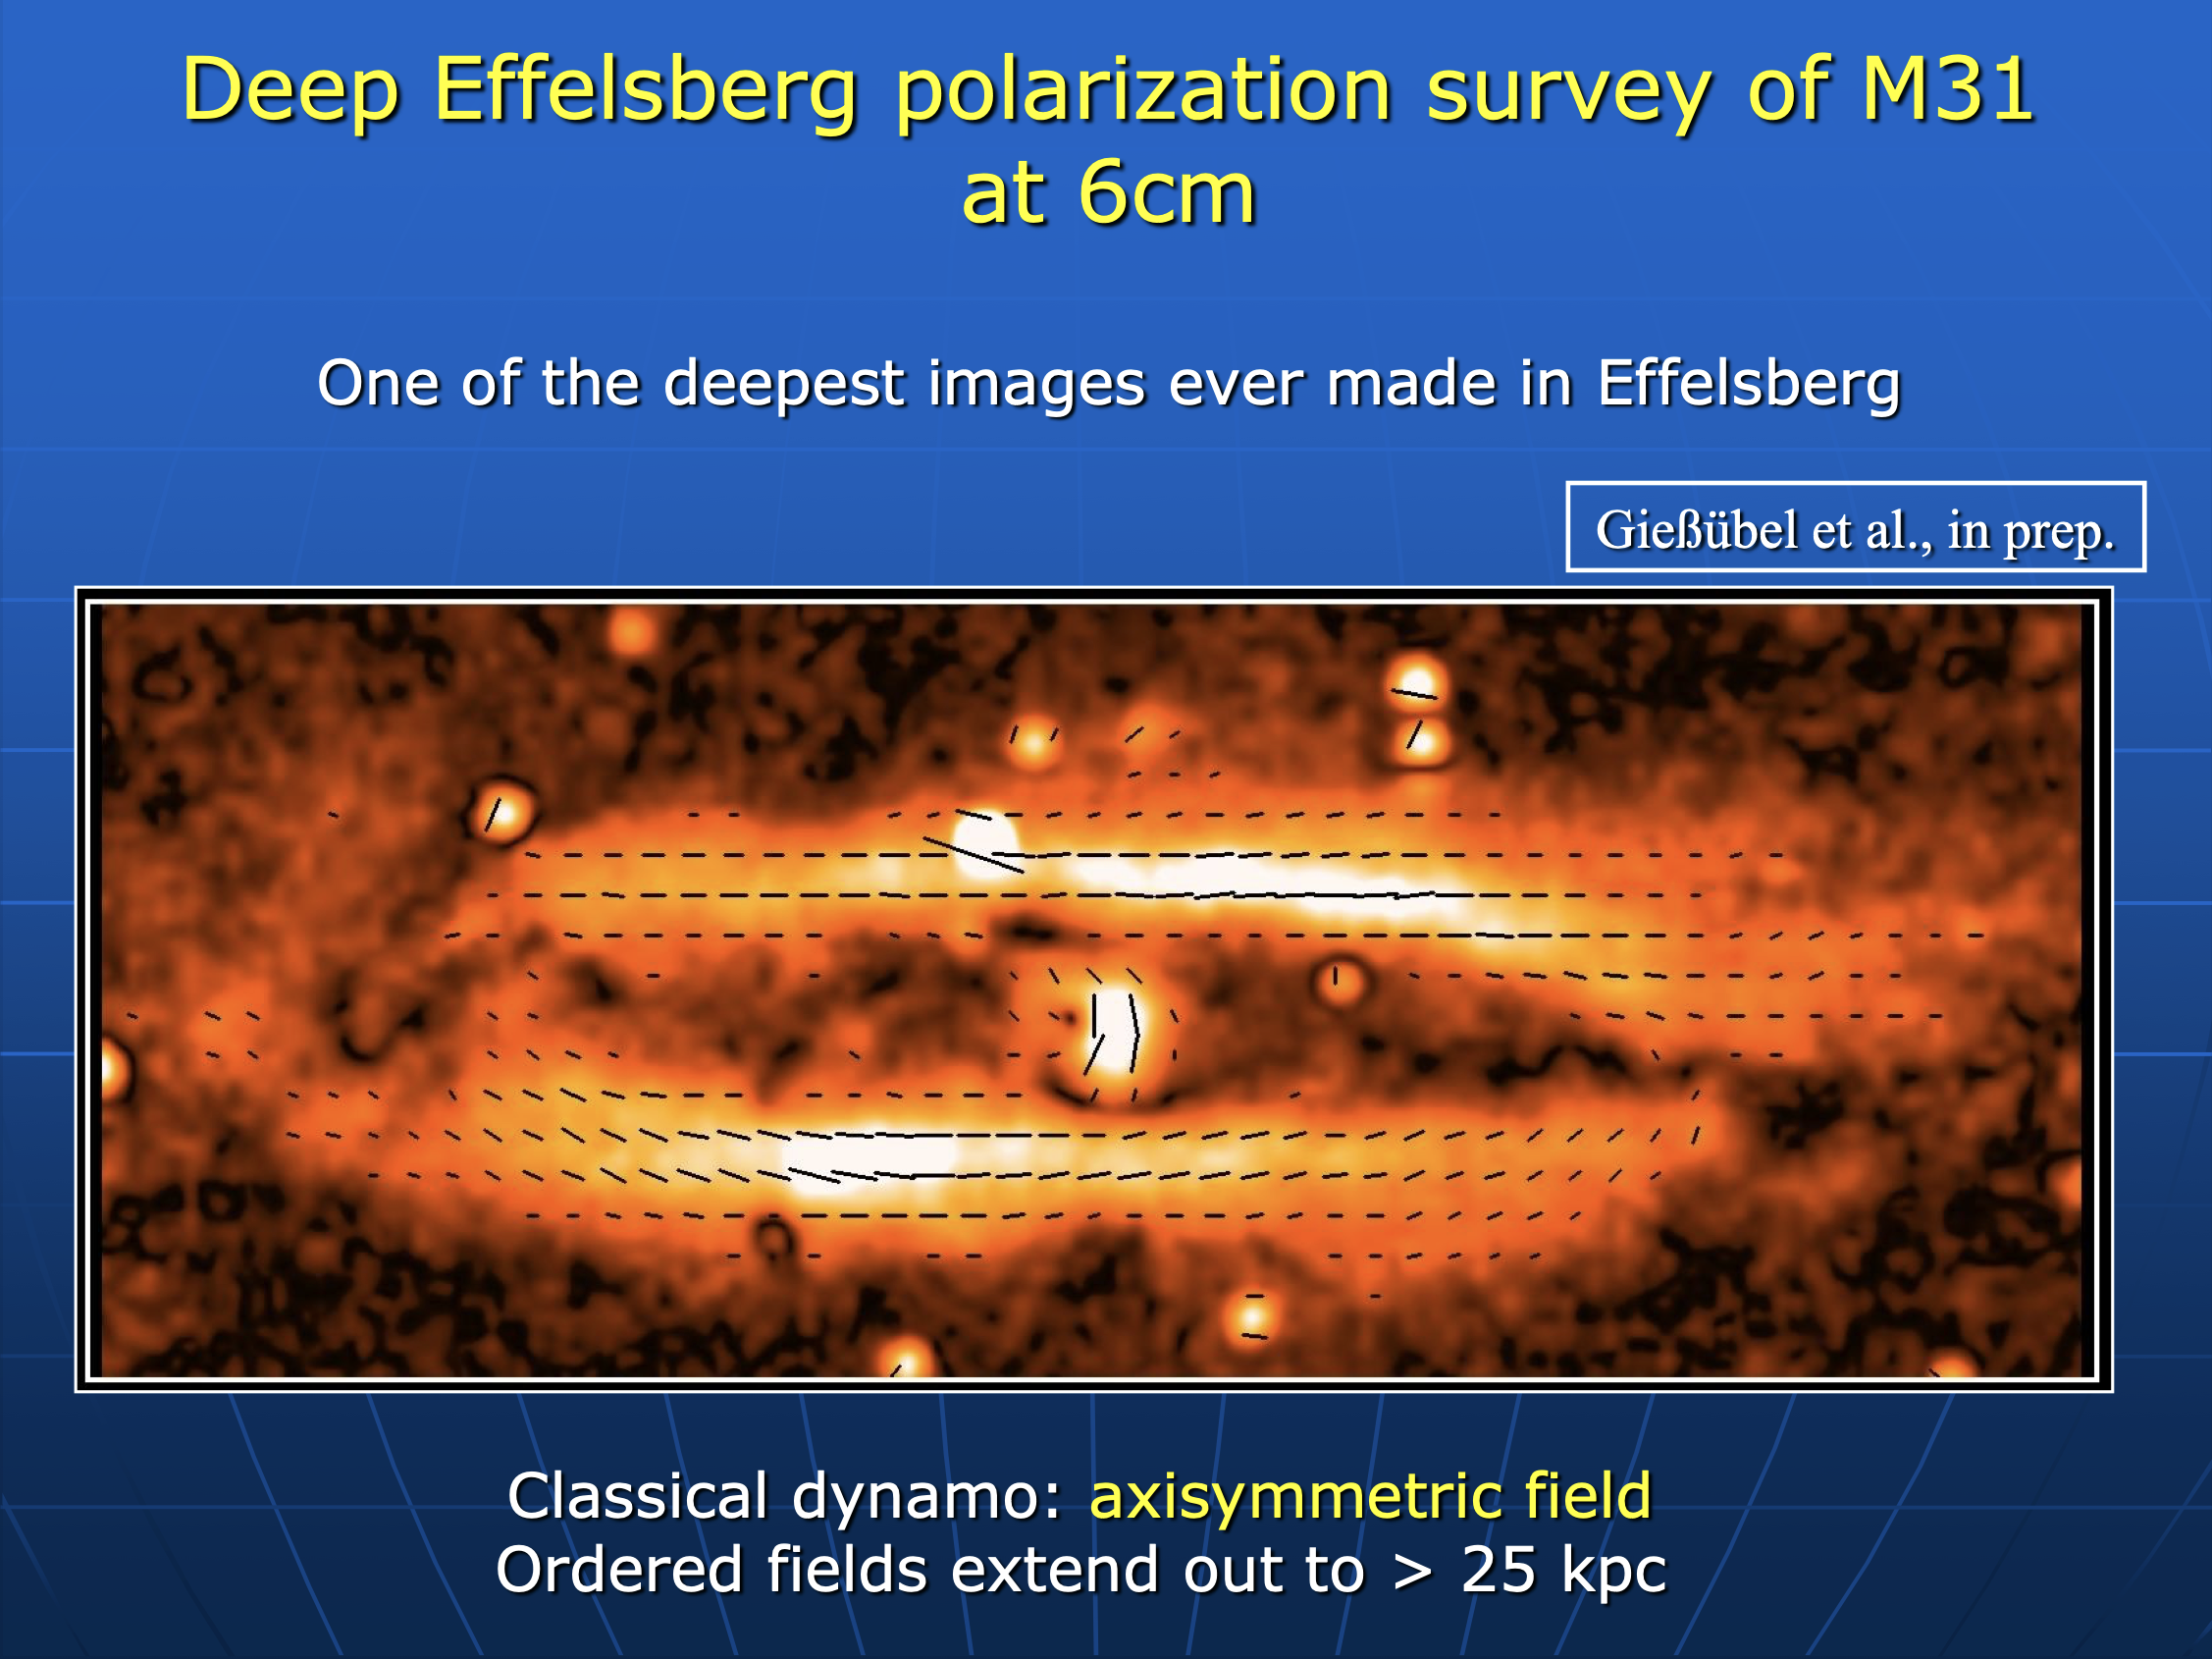 Deep Effelsberg polarization survey of M31
at 6cm
One of the deepest images ever made in Effelsberg
Gießübel et al., in prep.
Classical dynamo: axisymmetric field
Ordered fields extend out to > 25 kpc